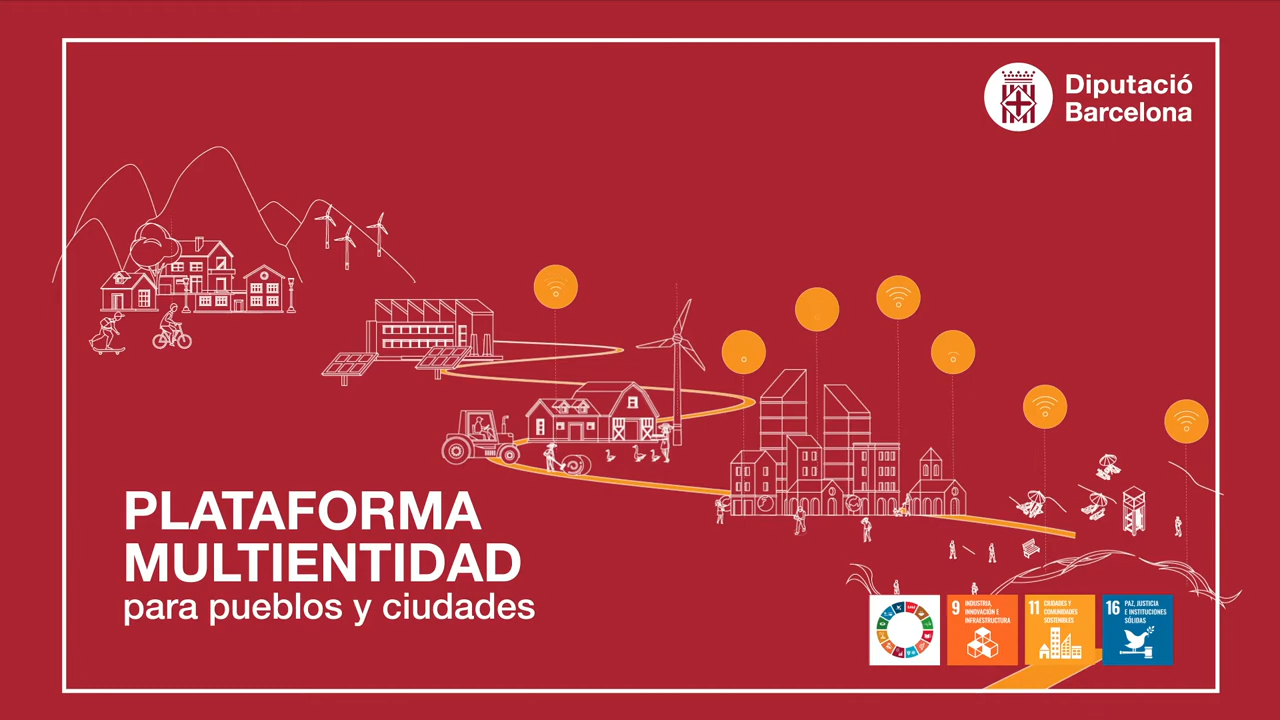 Diputació
Barcelona
PLATAFORMA
MULTIENTIDAD
para pueblos y ciudades
9 INDUSTRIA,
INNOVACIÓN E
INFRAESTRUCTURA
11 CIUDADES Y
COMUNIDADES
SOSTENIBLES
16 PAZ, JUSTICIA
E INSTITUCIONES
SÓLIDAS